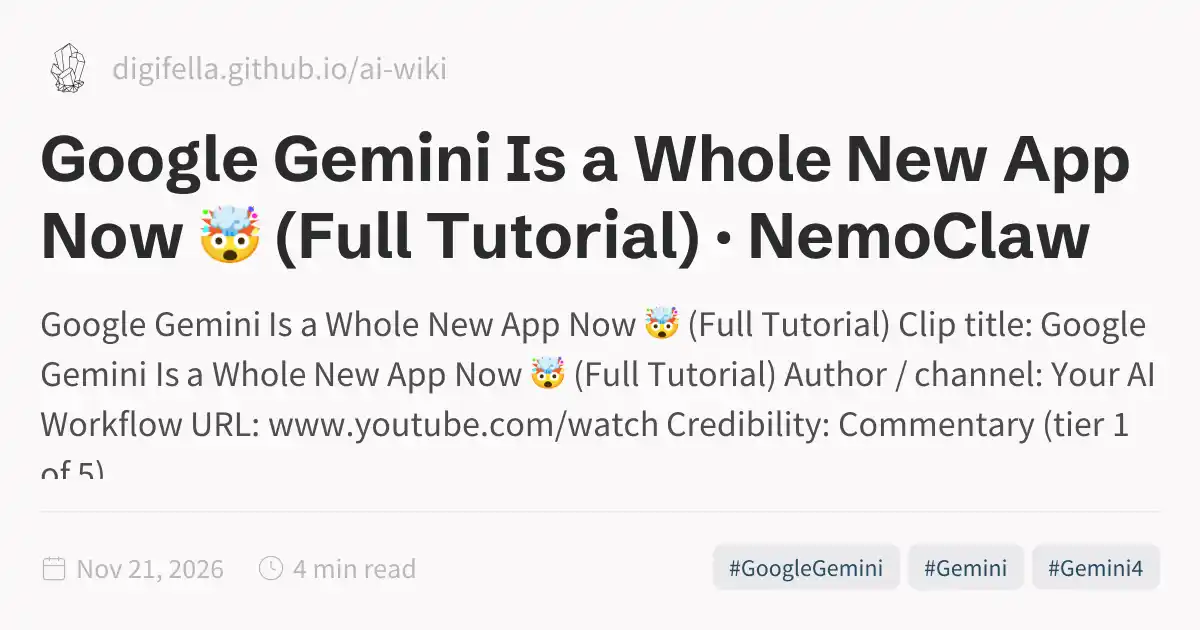 digifella.github.io/ai-wiki
Google Gemini Is a Whole New App
Now 🤯 (Full Tutorial) • NemoClaw
Google Gemini Is a Whole New App Now 🤯 (Full Tutorial) Clip title: Google
Gemini Is a Whole New App Now 🤯 (Full Tutorial) Author / channel: Your AI
Workflow URL: www.youtube.com/watch Credibility: Commentary (tier 1
of 5)
Nov 21, 2026
4 min read
#GoogleGemini
#Gemini
#Gemini4